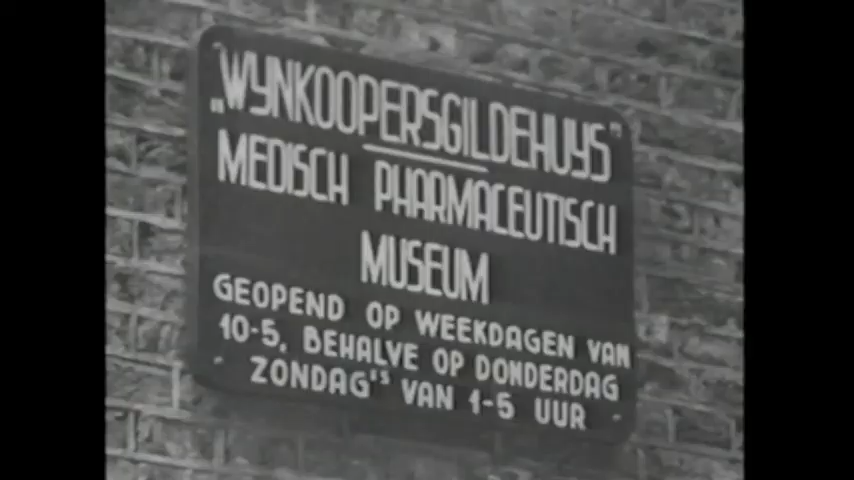 „WYNKOOPERSGILDEHUYS”
MEDISCH PHARMACEUTISCH
MUSEUM
GEOPEND OP WEEKDAGEN VAN
10-5, BEHALVE OP DONDERDAG
ZONDAG'S VAN 1-5 UUR